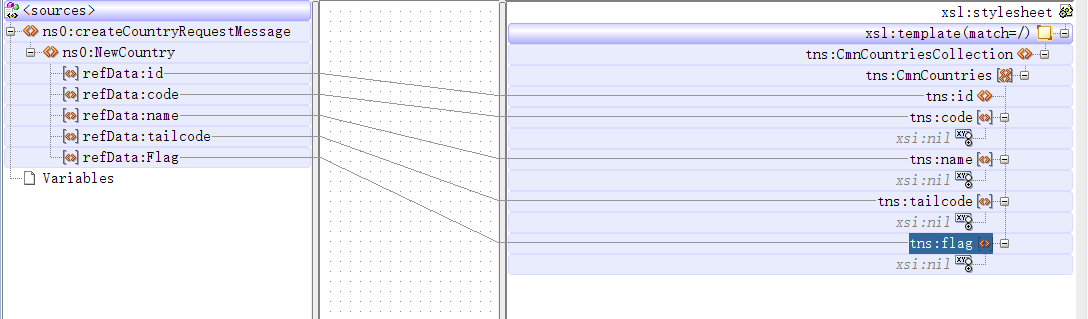 <sources>
ns0:createCountryRequestMessage
ns0:NewCountry
refData:id
refData:code
refData:name
refData:tailcode
refData:Flag
Variables
xsl:stylesheet
xsl:template(match=/)
tns:CmnCountriesCollection
tns:CmnCountries
tns:id
tns:code
xsi:nil
tns:name
xsi:nil
tns:tailcode
xsi:nil
tns:flag
xsi:nil